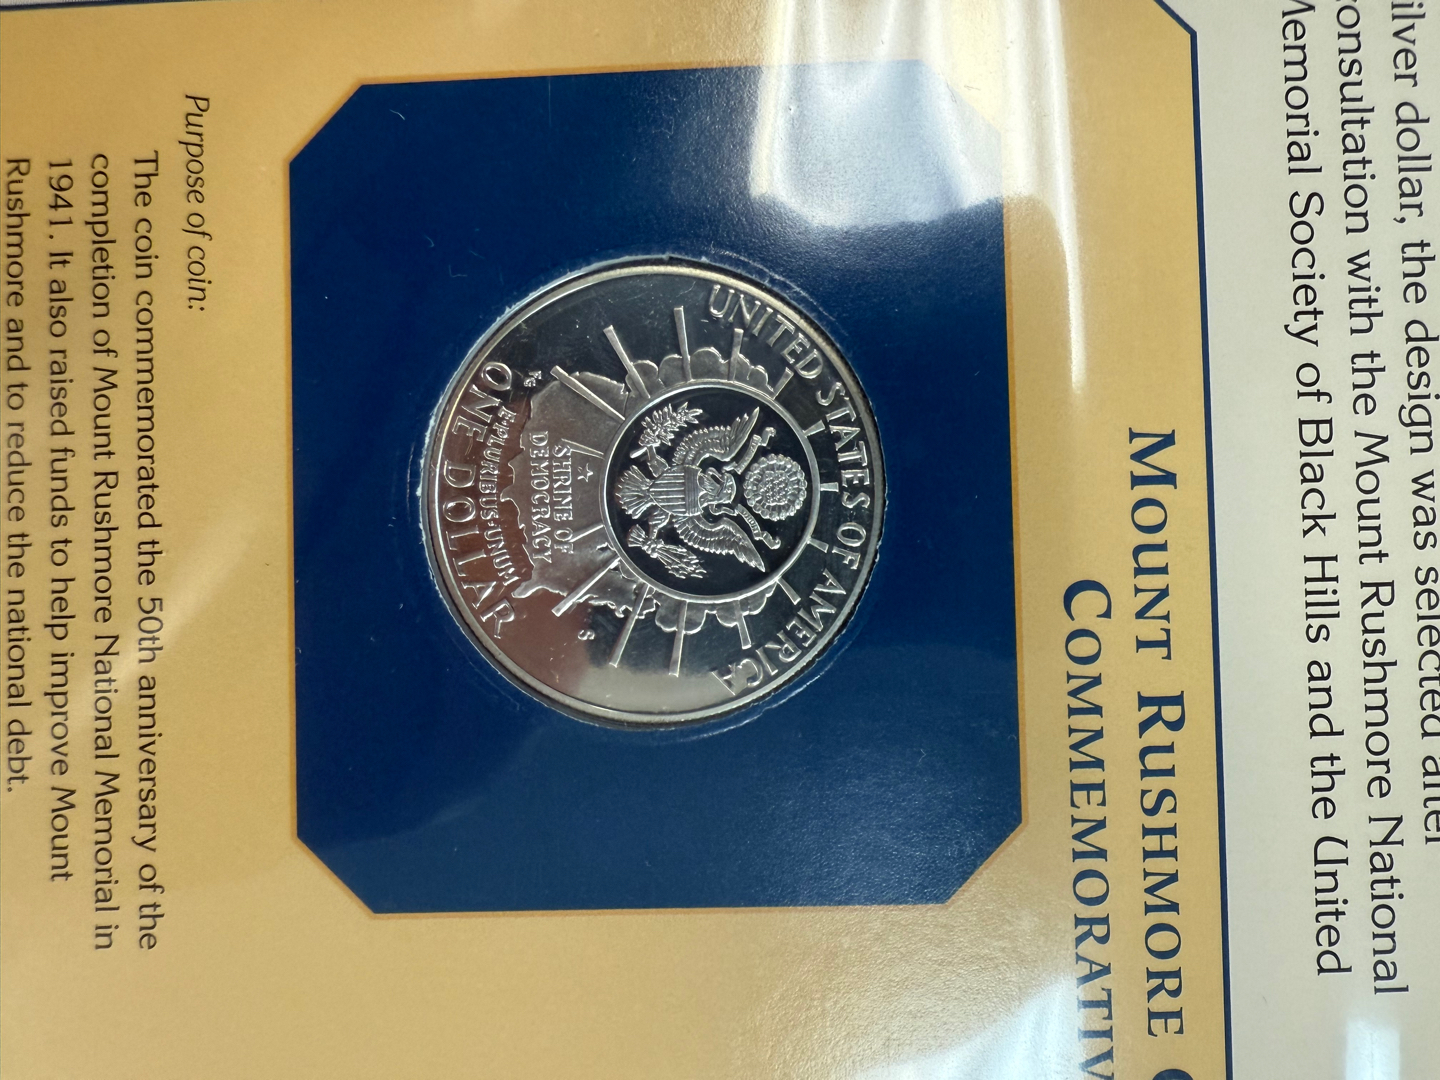 ilver dollar, the design was selected after
onsultation with the Mount Rushmore National
Memorial Society of Black Hills and the United
MOUNT RUSHMORE
COMMEMORATIV
UNITED STATES OF AMERICA
SHRINE OF
DEMOCRACY
E·PLURIBUS·UNUM
ONE DOLLAR
S
Purpose of coin:
The coin commemorated the 50th anniversary of the
completion of Mount Rushmore National Memorial in
1941. It also raised funds to help improve Mount
Rushmore and to reduce the national debt.